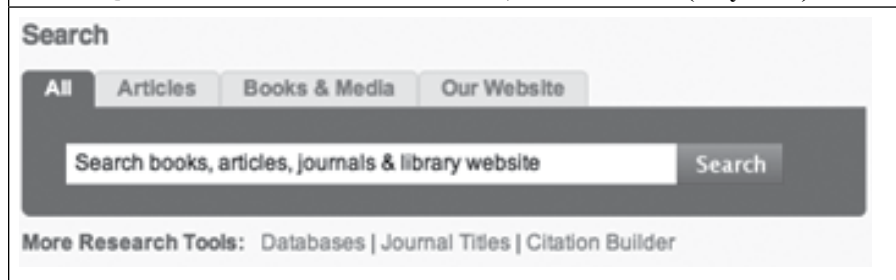 Search
All Articles Books & Media Our Website
Search books, articles, journals & library website Search
More Research Tools: Databases | Journal Titles | Citation Builder